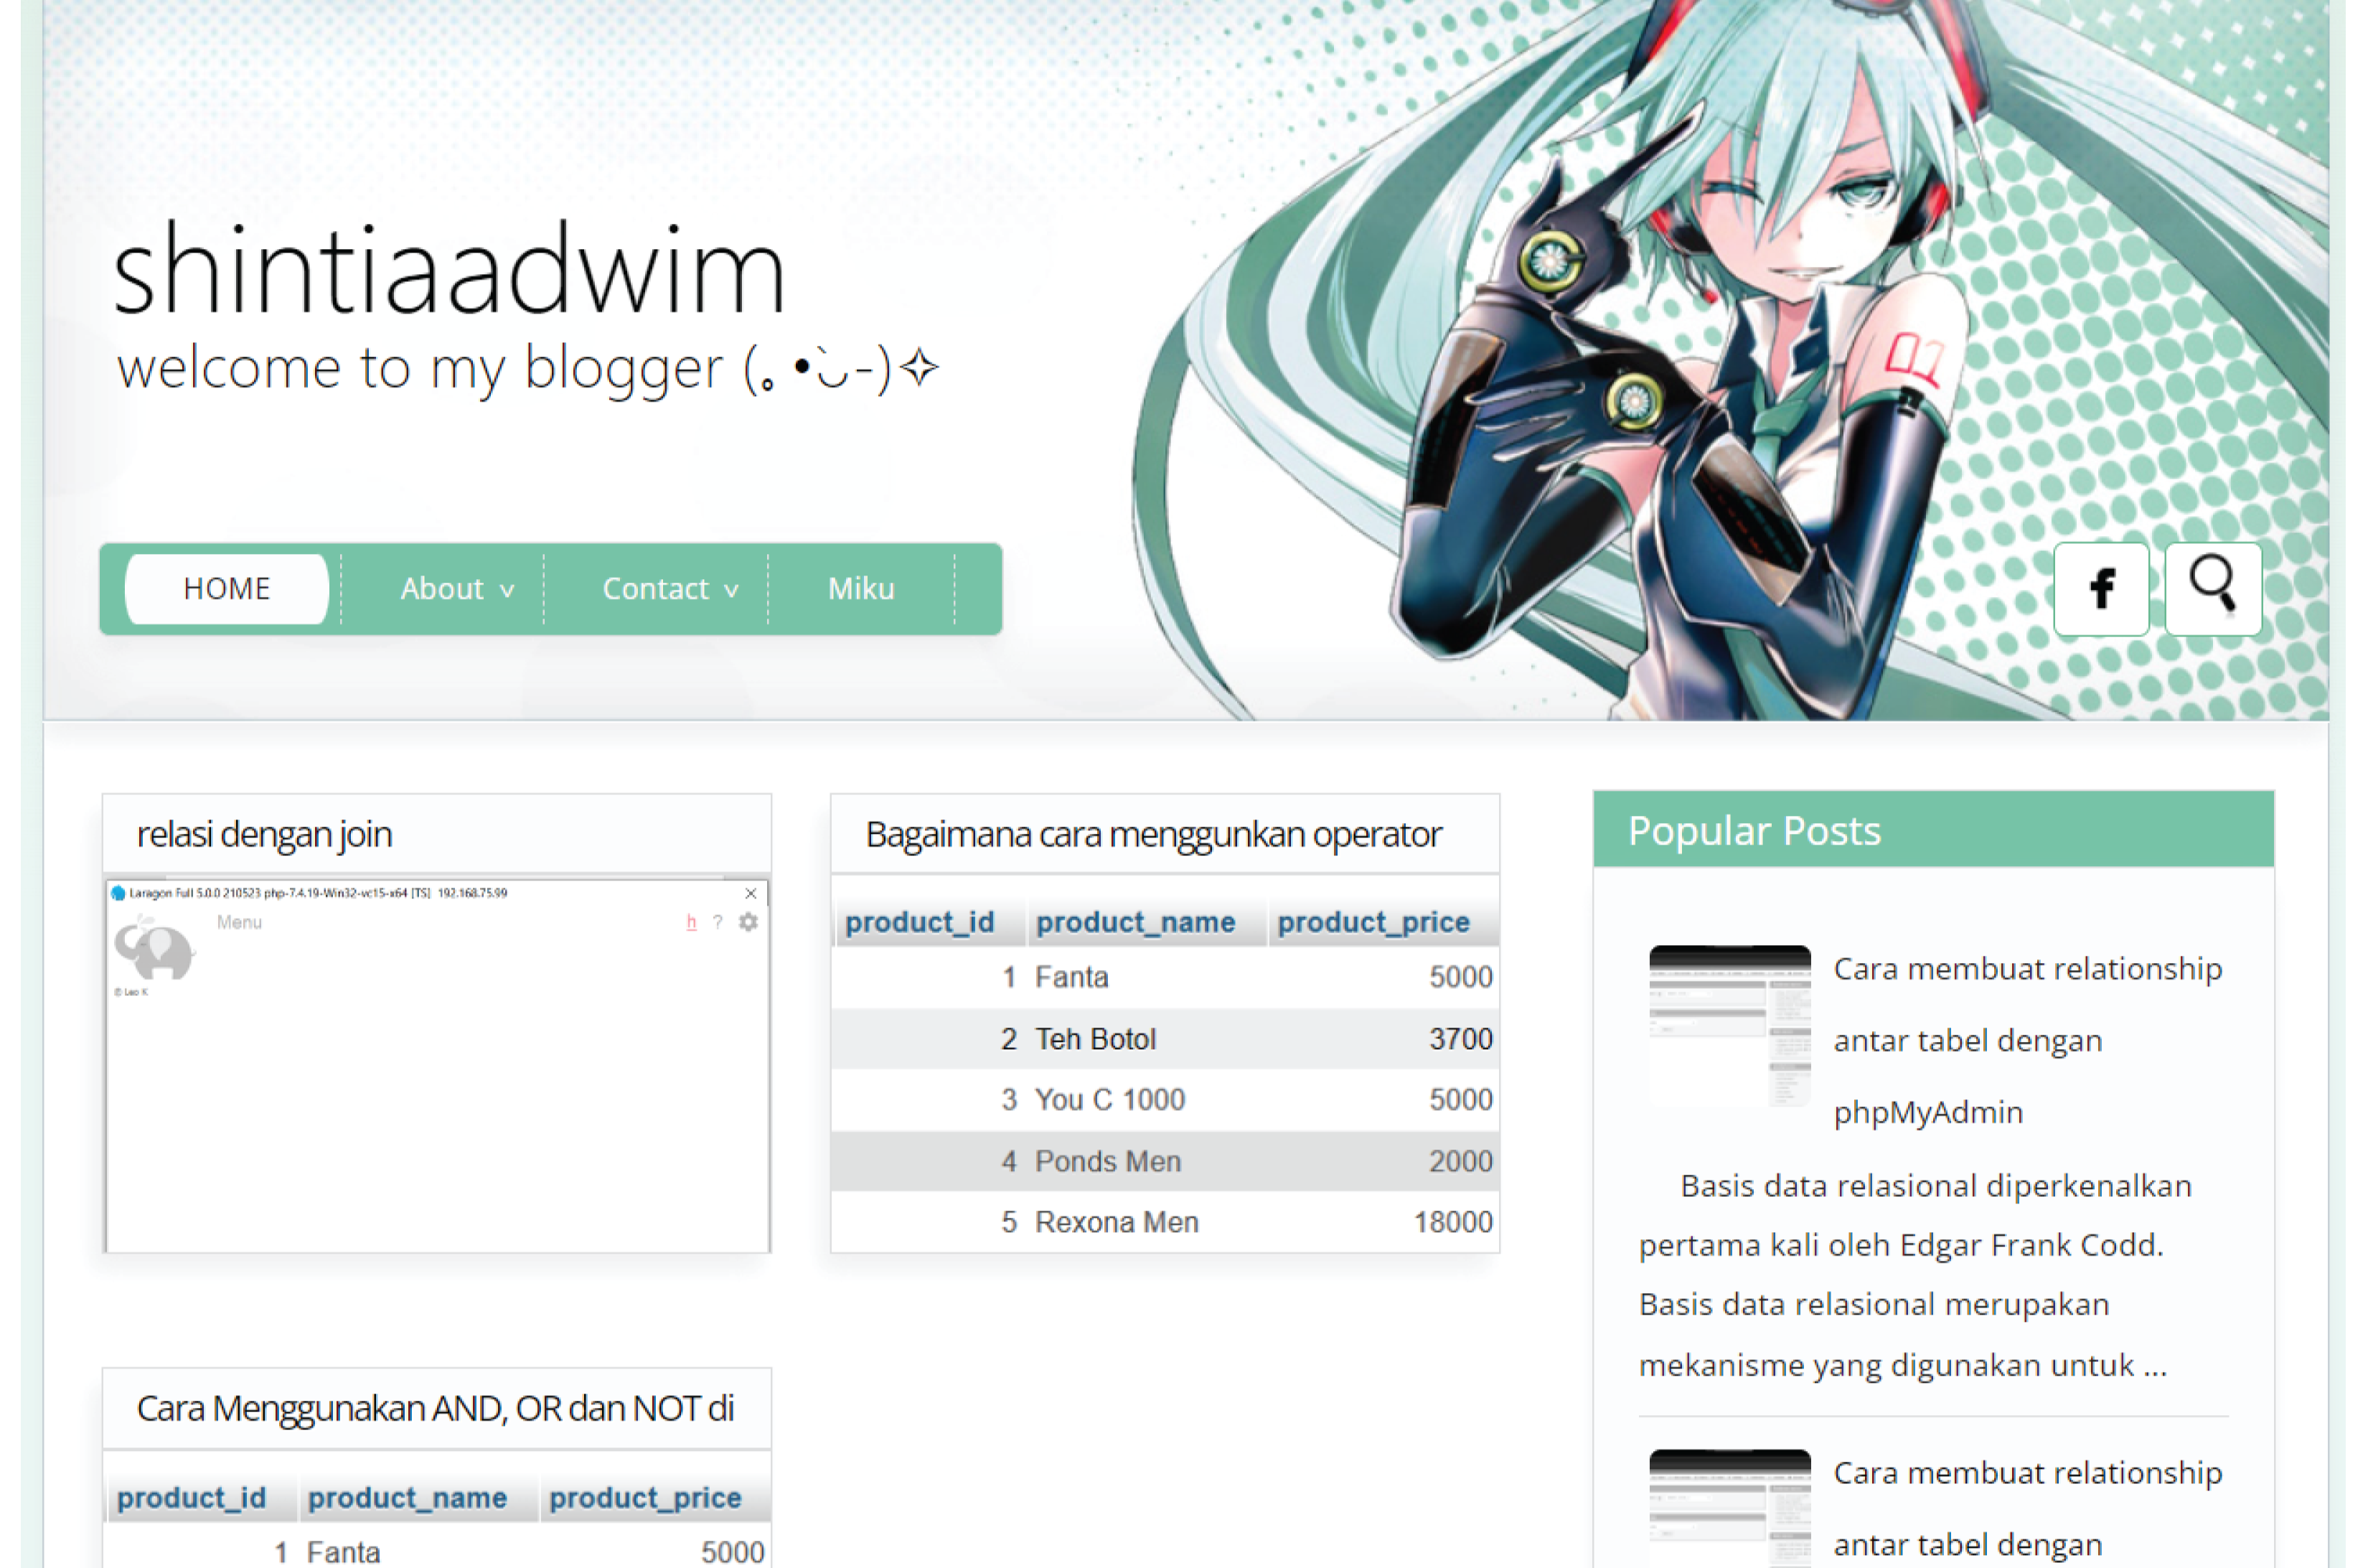 shintiaadwim
welcome to my blogger (｡•̀ᴗ-)✧
01
HOME
About v
Contact v
Miku
f
relasi dengan join
Laragon Full 5.0.0 210523 php-7.4.19-Win32-vc15-x64 [TS] 192.168.75.99
Menu
h ?
© Leo K
Bagaimana cara menggunkan operator
product_id product_name product_price
1 Fanta 5000
2 Teh Botol 3700
3 You C 1000 5000
4 Ponds Men 2000
5 Rexona Men 18000
Cara Menggunakan AND, OR dan NOT di
product_id product_name product_price
1 Fanta 5000
Popular Posts
Cara membuat relationship
antar tabel dengan
phpMyAdmin
Basis data relasional diperkenalkan
pertama kali oleh Edgar Frank Codd.
Basis data relasional merupakan
mekanisme yang digunakan untuk ...
Cara membuat relationship
antar tabel dengan